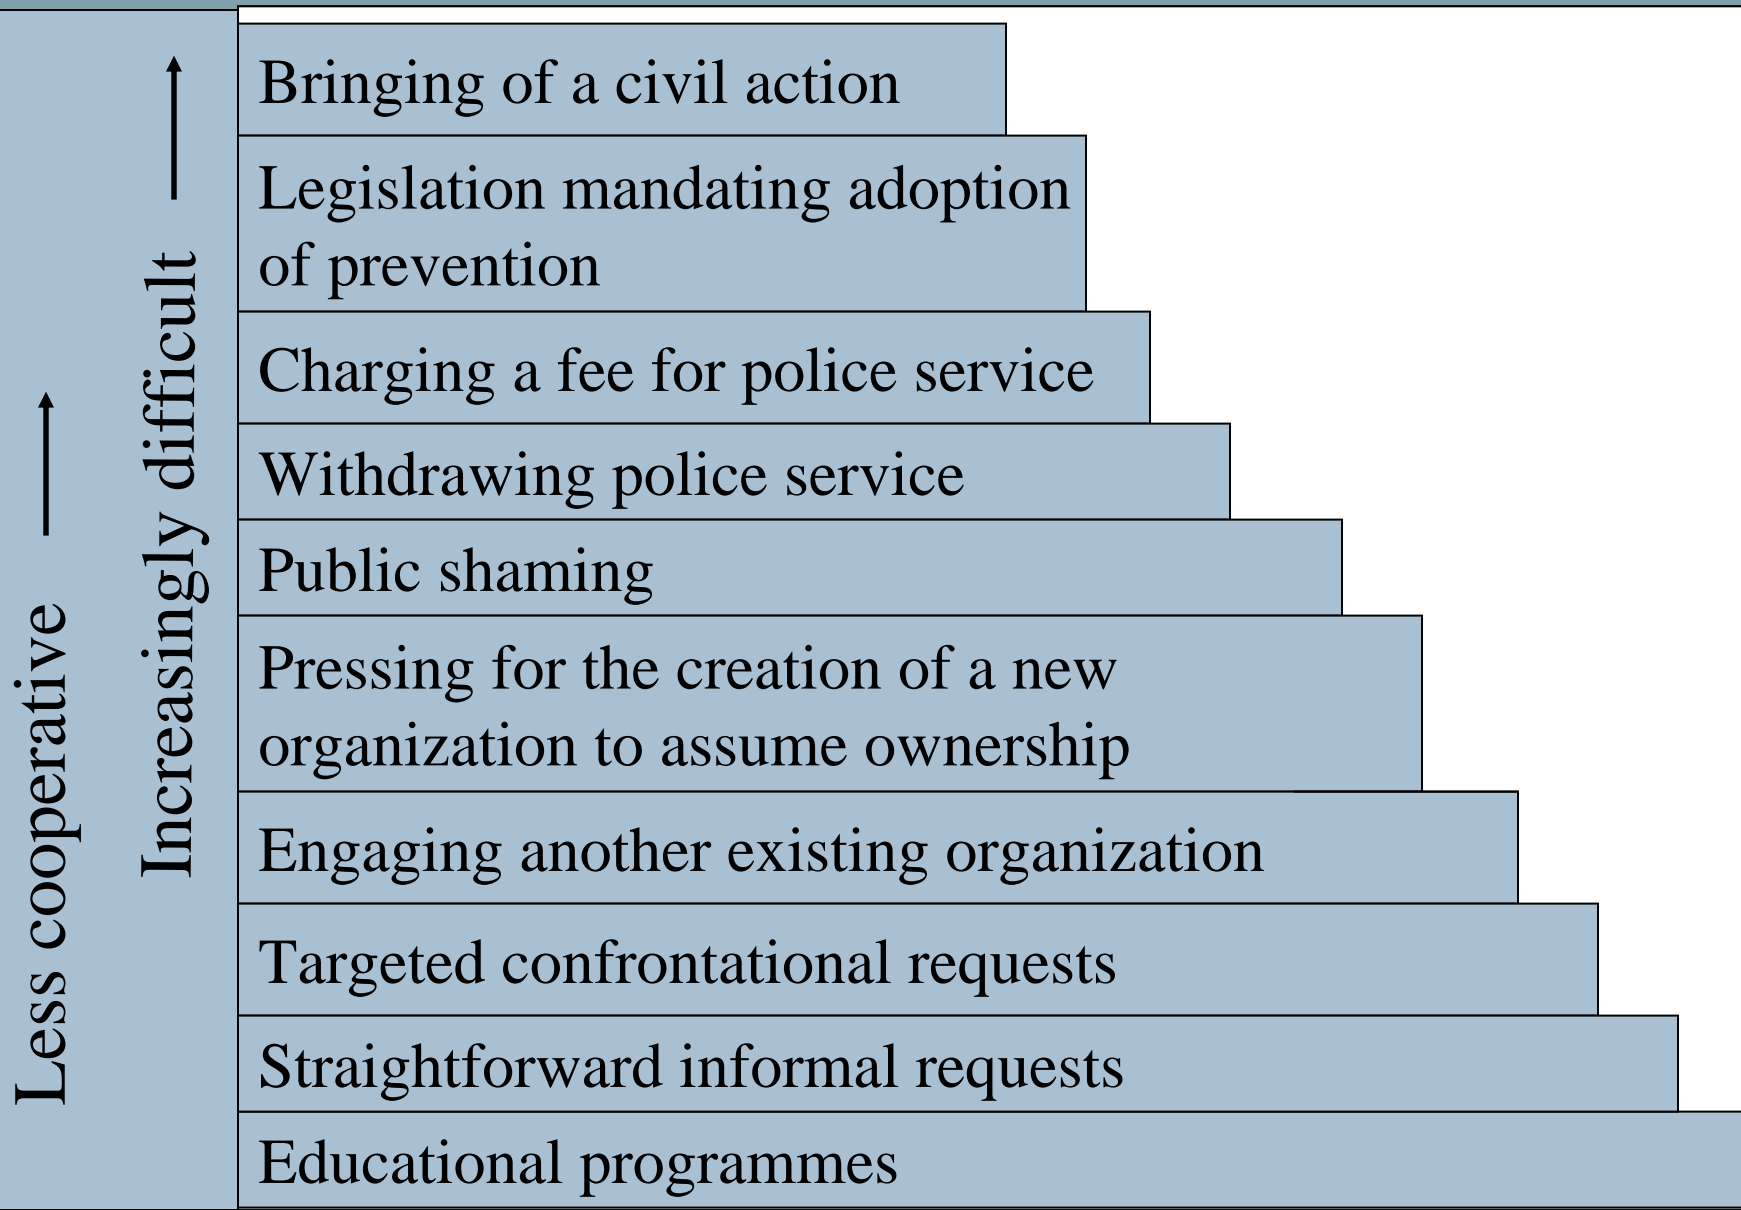 Less cooperative
Increasingly difficult
Bringing of a civil action
Legislation mandating adoption
of prevention
Charging a fee for police service
Withdrawing police service
Public shaming
Pressing for the creation of a new
organization to assume ownership
Engaging another existing organization
Targeted confrontational requests
Straightforward informal requests
Educational programmes